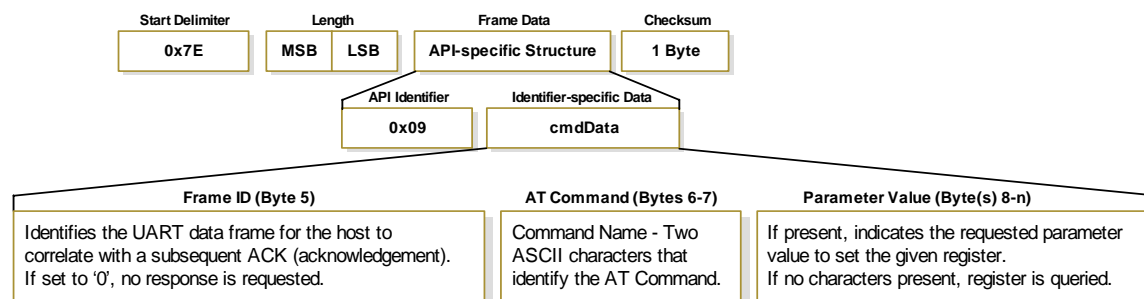 Start Delimiter
Length
Frame Data
Checksum
0x7E
MSB
LSB
API-specific Structure
1 Byte
API Identifier
Identifier-specific Data
0x09
cmdData
Frame ID (Byte 5)
Identifies the UART data frame for the host to
correlate with a subsequent ACK (acknowledgement).
If set to ‘0’, no response is requested.
AT Command (Bytes 6-7)
Command Name - Two
ASCII characters that
identify the AT Command.
Parameter Value (Byte(s) 8-n)
If present, indicates the requested parameter
value to set the given register.
If no characters present, register is queried.